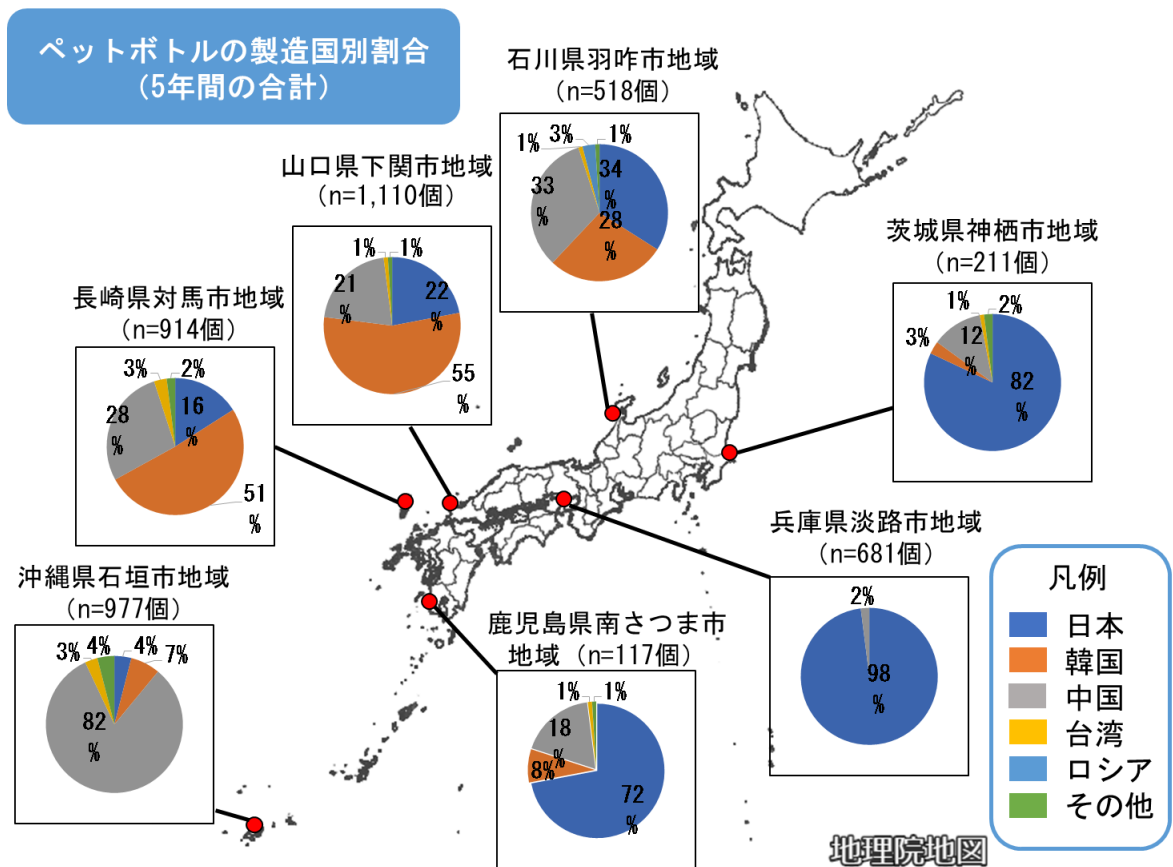 ペットボトルの製造国別割合
(5年間の合計)
石川県羽咋市地域
(n=518個)
1%
3%
1%
34
%
33
%
28
%
山口県下関市地域
(n=1,110個)
1%
1%
21
%
22
%
55
%
茨城県神栖市地域
(n=211個)
1%
2%
3%
12
%
82
%
長崎県対馬市地域
(n=914個)
3%
2%
28
%
16
%
51
%
兵庫県淡路市地域
(n=681個)
2%
98
%
沖縄県石垣市地域
(n=977個)
3%
4%
4%
7%
82
%
鹿児島県南さつま市
地域 (n=117個)
1%
1%
18
%
8%
72
%
凡例
日本
韓国
中国
台湾
ロシア
その他
地理院地図